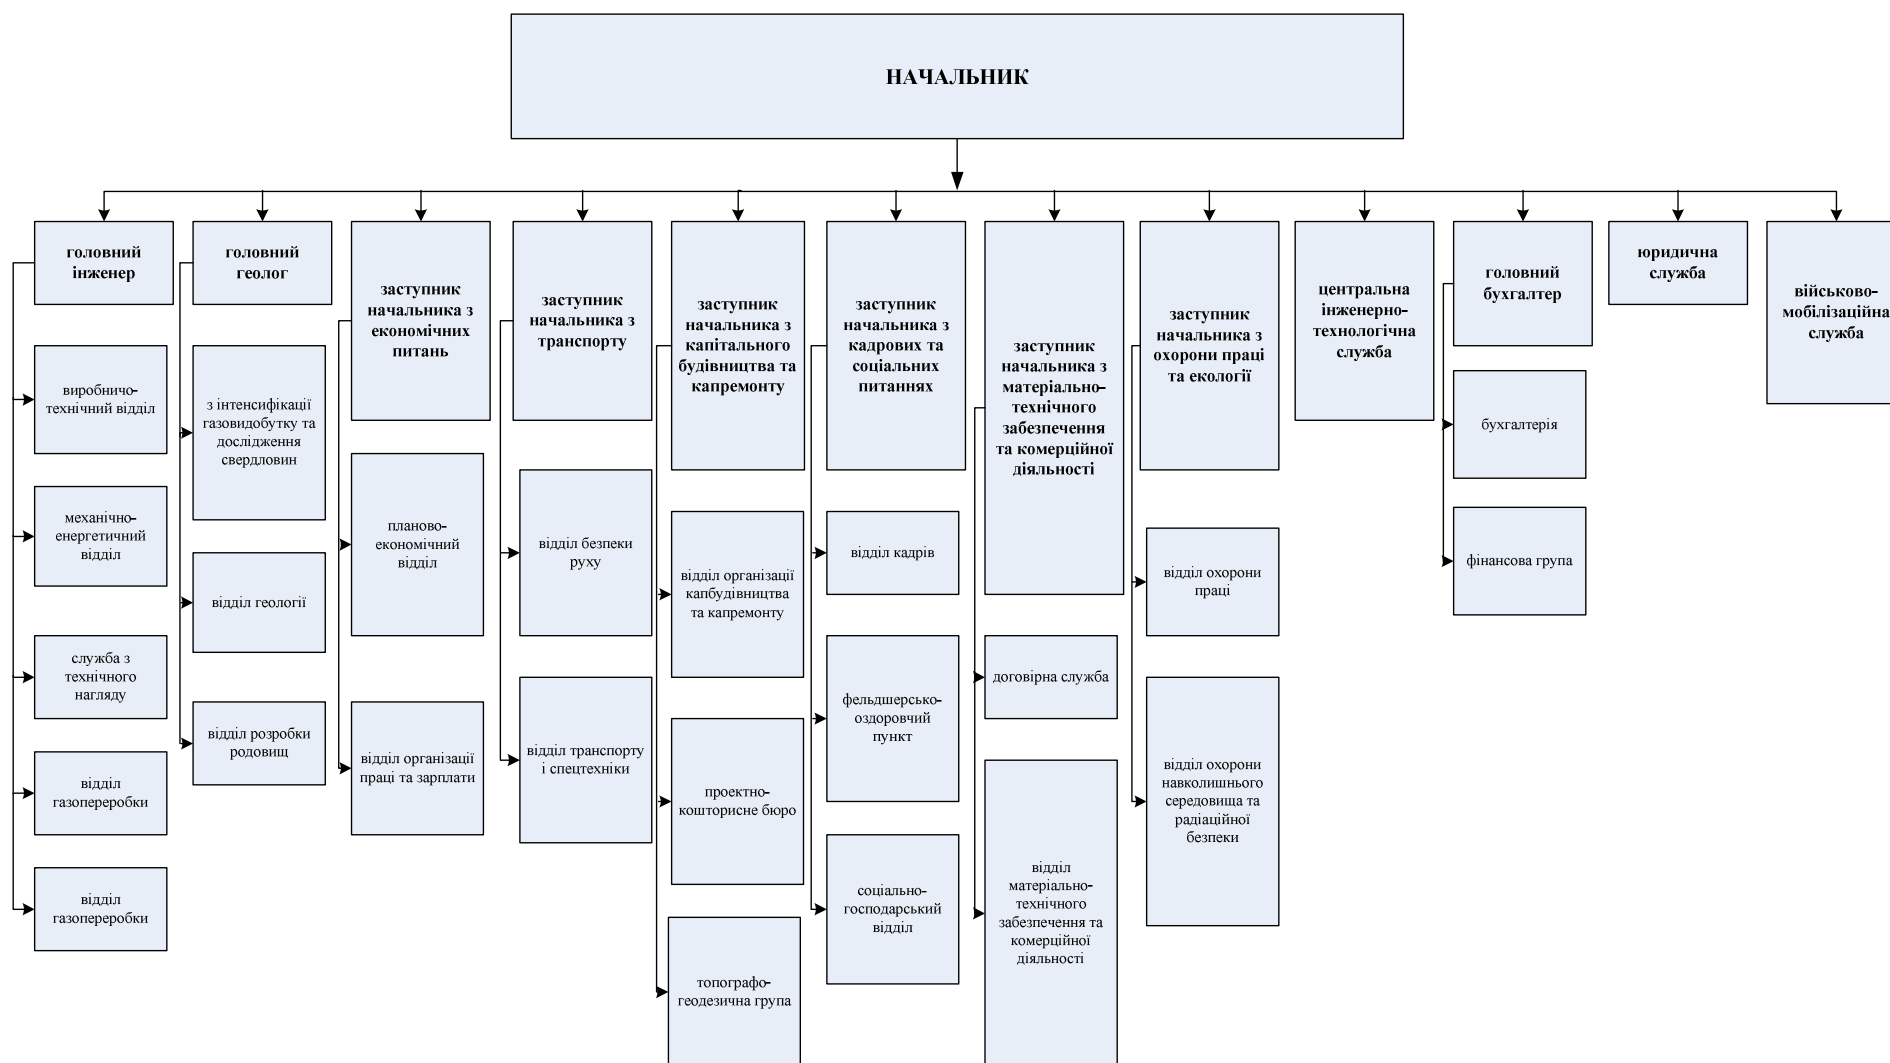 НАЧАЛЬНИК
головний
інженер
виробничо-
технічний відділ
механічно-
енергетичний
відділ
служба з
технічного
нагляду
відділ
газопереробки
відділ
газопереробки
головний
геолог
з інтенсифікації
газовидобутку та
дослідження
свердловин
відділ геології
відділ розробки
родовищ
заступник
начальника з
економічних
питань
планово-
економічний
відділ
відділ організації
праці та зарплати
заступник
начальника з
транспорту
відділ безпеки
руху
відділ транспорту
і спецтехніки
заступник
начальника з
капітального
будівництва та
капремонту
відділ організації
капбудівництва
та капремонту
проектно-
кошторисне бюро
топографо-
геодезична група
заступник
начальника з
кадрових та
соціальних
питаннях
відділ кадрів
фельдшерсько-
оздоровчий
пункт
соціально-
господарський
відділ
заступник
начальника з
матеріально-
технічного
забезпечення
та комерційної
діяльності
договірна служба
відділ
матеріально-
технічного
забезпечення та
комерційної
діяльності
заступник
начальника з
охорони праці
та екології
відділ охорони
праці
відділ охорони
навколишнього
середовища та
радіаційної
безпеки
центральна
інженерно-
технологічна
служба
головний
бухгалтер
бухгалтерія
фінансова група
юридична
служба
військово-
мобілізаційна
служба